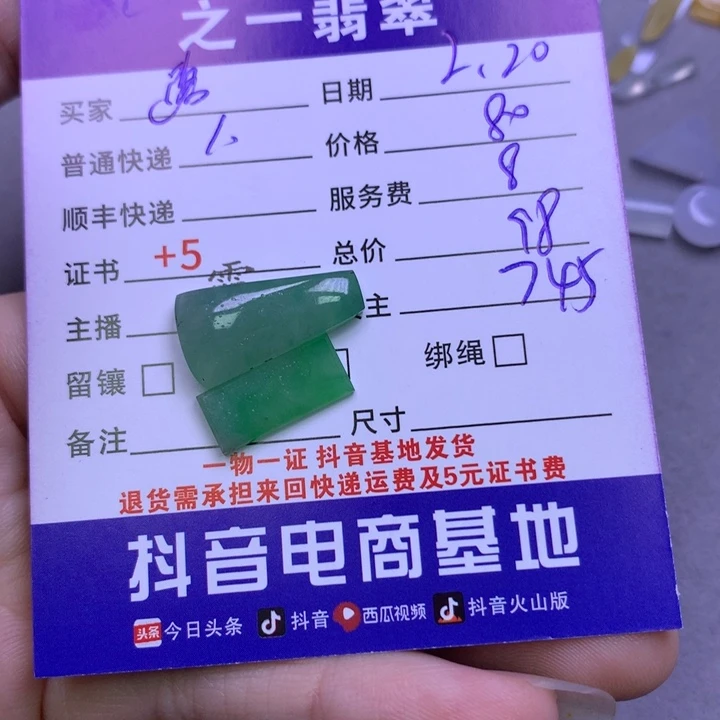 之一翡翠
买家 日期 2.20
普通快递 1. 价格 80
顺丰快递 服务费 8
证书 +5 总价 98
主播 主 745
留镶 绑绳
备注 尺寸
一物一证 抖音基地发货
退货需承担来回快递运费及5元证书费
抖音电商基地
头条 今日头条 抖音 西瓜视频 抖音火山版